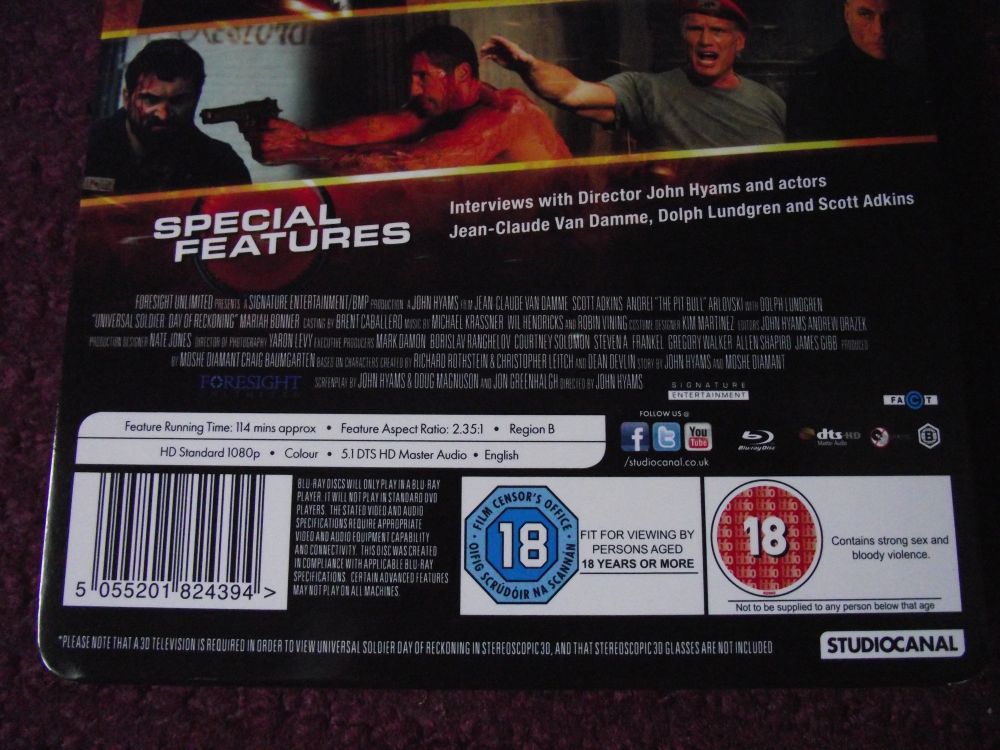 SPECIAL
FEATURES
Interviews with Director John Hyams and actors
Jean-Claude Van Damme, Dolph Lundgren and Scott Adkins
FORESIGHT UNLIMITED PRESENTS A SIGNATURE ENTERTAINMENT/BMP PRODUCTION A JOHN HYAMS FILM JEAN-CLAUDE VAN DAMME SCOTT ADKINS ANDREI "THE PIT BULL" ARLOVSKI WITH DOLPH LUNDGREN
"UNIVERSAL SOLDIER DAY OF RECKONING" MARIAH BONNER CASTING BY BRENT CABALLERO MUSIC BY MICHAEL KRASSNER WIL HENDRICKS AND ROBIN VINING COSTUME DESIGNER KIM MARTINEZ EDITORS JOHN HYAMS ANDREW DRAZEK
PRODUCTION DESIGNER NATE JONES DIRECTOR OF PHOTOGRAPHY YARON LEVY EXECUTIVE PRODUCERS MARK DAMON BORISLAV RANGHELOV COURTNEY SOLOMON STEVEN A. FRANKEL GREGORY WALKER ALLEN SHAPIRO JAMES GIBB PRODUCED
BY MOSHE DIAMANT CRAIG BAUMGARTEN BASED ON CHARACTERS CREATED BY RICHARD ROTHSTEIN & CHRISTOPHER LEITCH AND DEAN DEVLIN STORY BY JOHN HYAMS AND MOSHE DIAMANT
FORESIGHT
SCREENPLAY BY JOHN HYAMS & DOUG MAGNUSON AND JON GREENHALGH DIRECTED BY JOHN HYAMS
SIGNATURE
ENTERTAINMENT
FACT
Feature Running Time: 114 mins approx • Feature Aspect Ratio: 2.35:1 • Region B
HD Standard 1080p • Colour • 5.1 DTS HD Master Audio • English
FOLLOW US @
f t You Tube
/studiocanal.co.uk
Blu-ray Disc
dts-HD
Master Audio
B
BLU-RAY DISCS WILL ONLY PLAY IN A BLU-RAY
PLAYER. IT WILL NOT PLAY IN STANDARD DVD
PLAYERS. THE STATED VIDEO AND AUDIO
SPECIFICATIONS REQUIRE APPROPRIATE
VIDEO AND AUDIO EQUIPMENT CAPABILITY
AND CONNECTIVITY. THIS DISC WAS CREATED
IN COMPLIANCE WITH APPLICABLE BLU-RAY
SPECIFICATIONS. CERTAIN ADVANCED FEATURES
MAY NOT PLAY ON ALL MACHINES.
5 055201 824394 >
FILM CENSOR'S OFFICE
18
OIFIG SCRÚDÓIR NA SCANNÁN
FIT FOR VIEWING BY
PERSONS AGED
18 YEARS OR MORE
18
Contains strong sex and
bloody violence.
Not to be supplied to any person below that age
*PLEASE NOTE THAT A 3D TELEVISION IS REQUIRED IN ORDER TO VIEW UNIVERSAL SOLDIER DAY OF RECKONING IN STEREOSCOPIC 3D, AND THAT STEREOSCOPIC 3D GLASSES ARE NOT INCLUDED
STUDIOCANAL